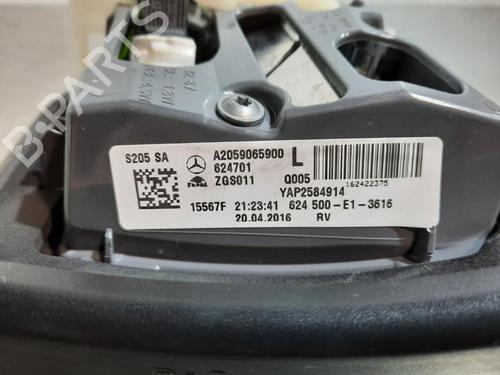 S205 SA A2059065900 L
624701
FARBA ZGS011 Q005 162422375
YAP2584914
15567F 21:23:41 624 500-E1-3616
20.04.2016 RV
B-Parts